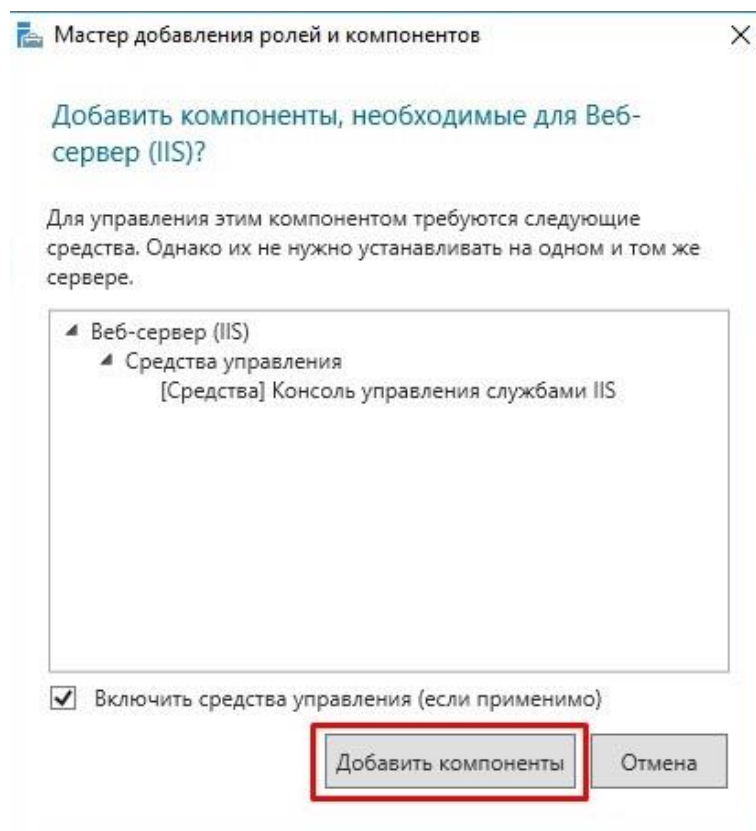 Мастер добавления ролей и компонентов
Добавить компоненты, необходимые для Веб-
сервер (IIS)?
Для управления этим компонентом требуются следующие
средства. Однако их не нужно устанавливать на одном и том же
сервере.
Веб-сервер (IIS)
Средства управления
[Средства] Консоль управления службами IIS
Включить средства управления (если применимо)
Добавить компоненты
Отмена